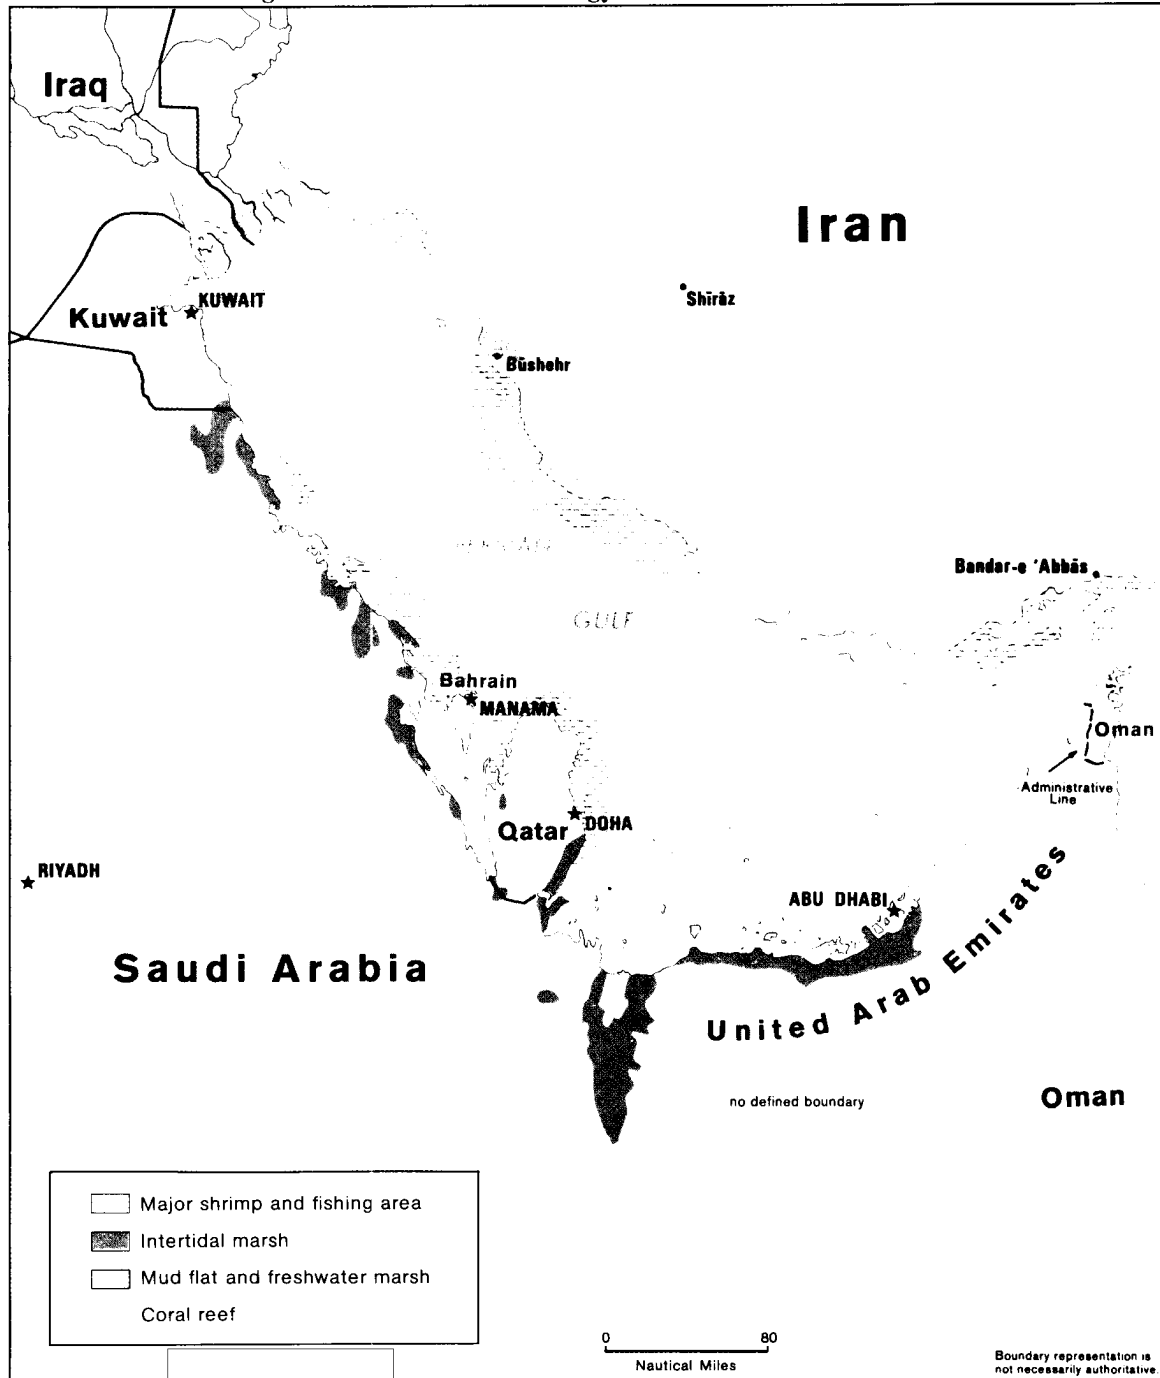 Iraq
Iran
Shīrāz
KUWAIT
Kuwait
Būshehr
GULF
Bandar-e 'Abbās
Bahrain
MANAMA
Oman
Administrative
Line
Qatar
DOHA
RIYADH
ABU DHABI
Saudi Arabia
United Arab Emirates
no defined boundary
Oman
Major shrimp and fishing area
Intertidal marsh
Mud flat and freshwater marsh
Coral reef
0 80
Nautical Miles
Boundary representation is
not necessarily authoritative.